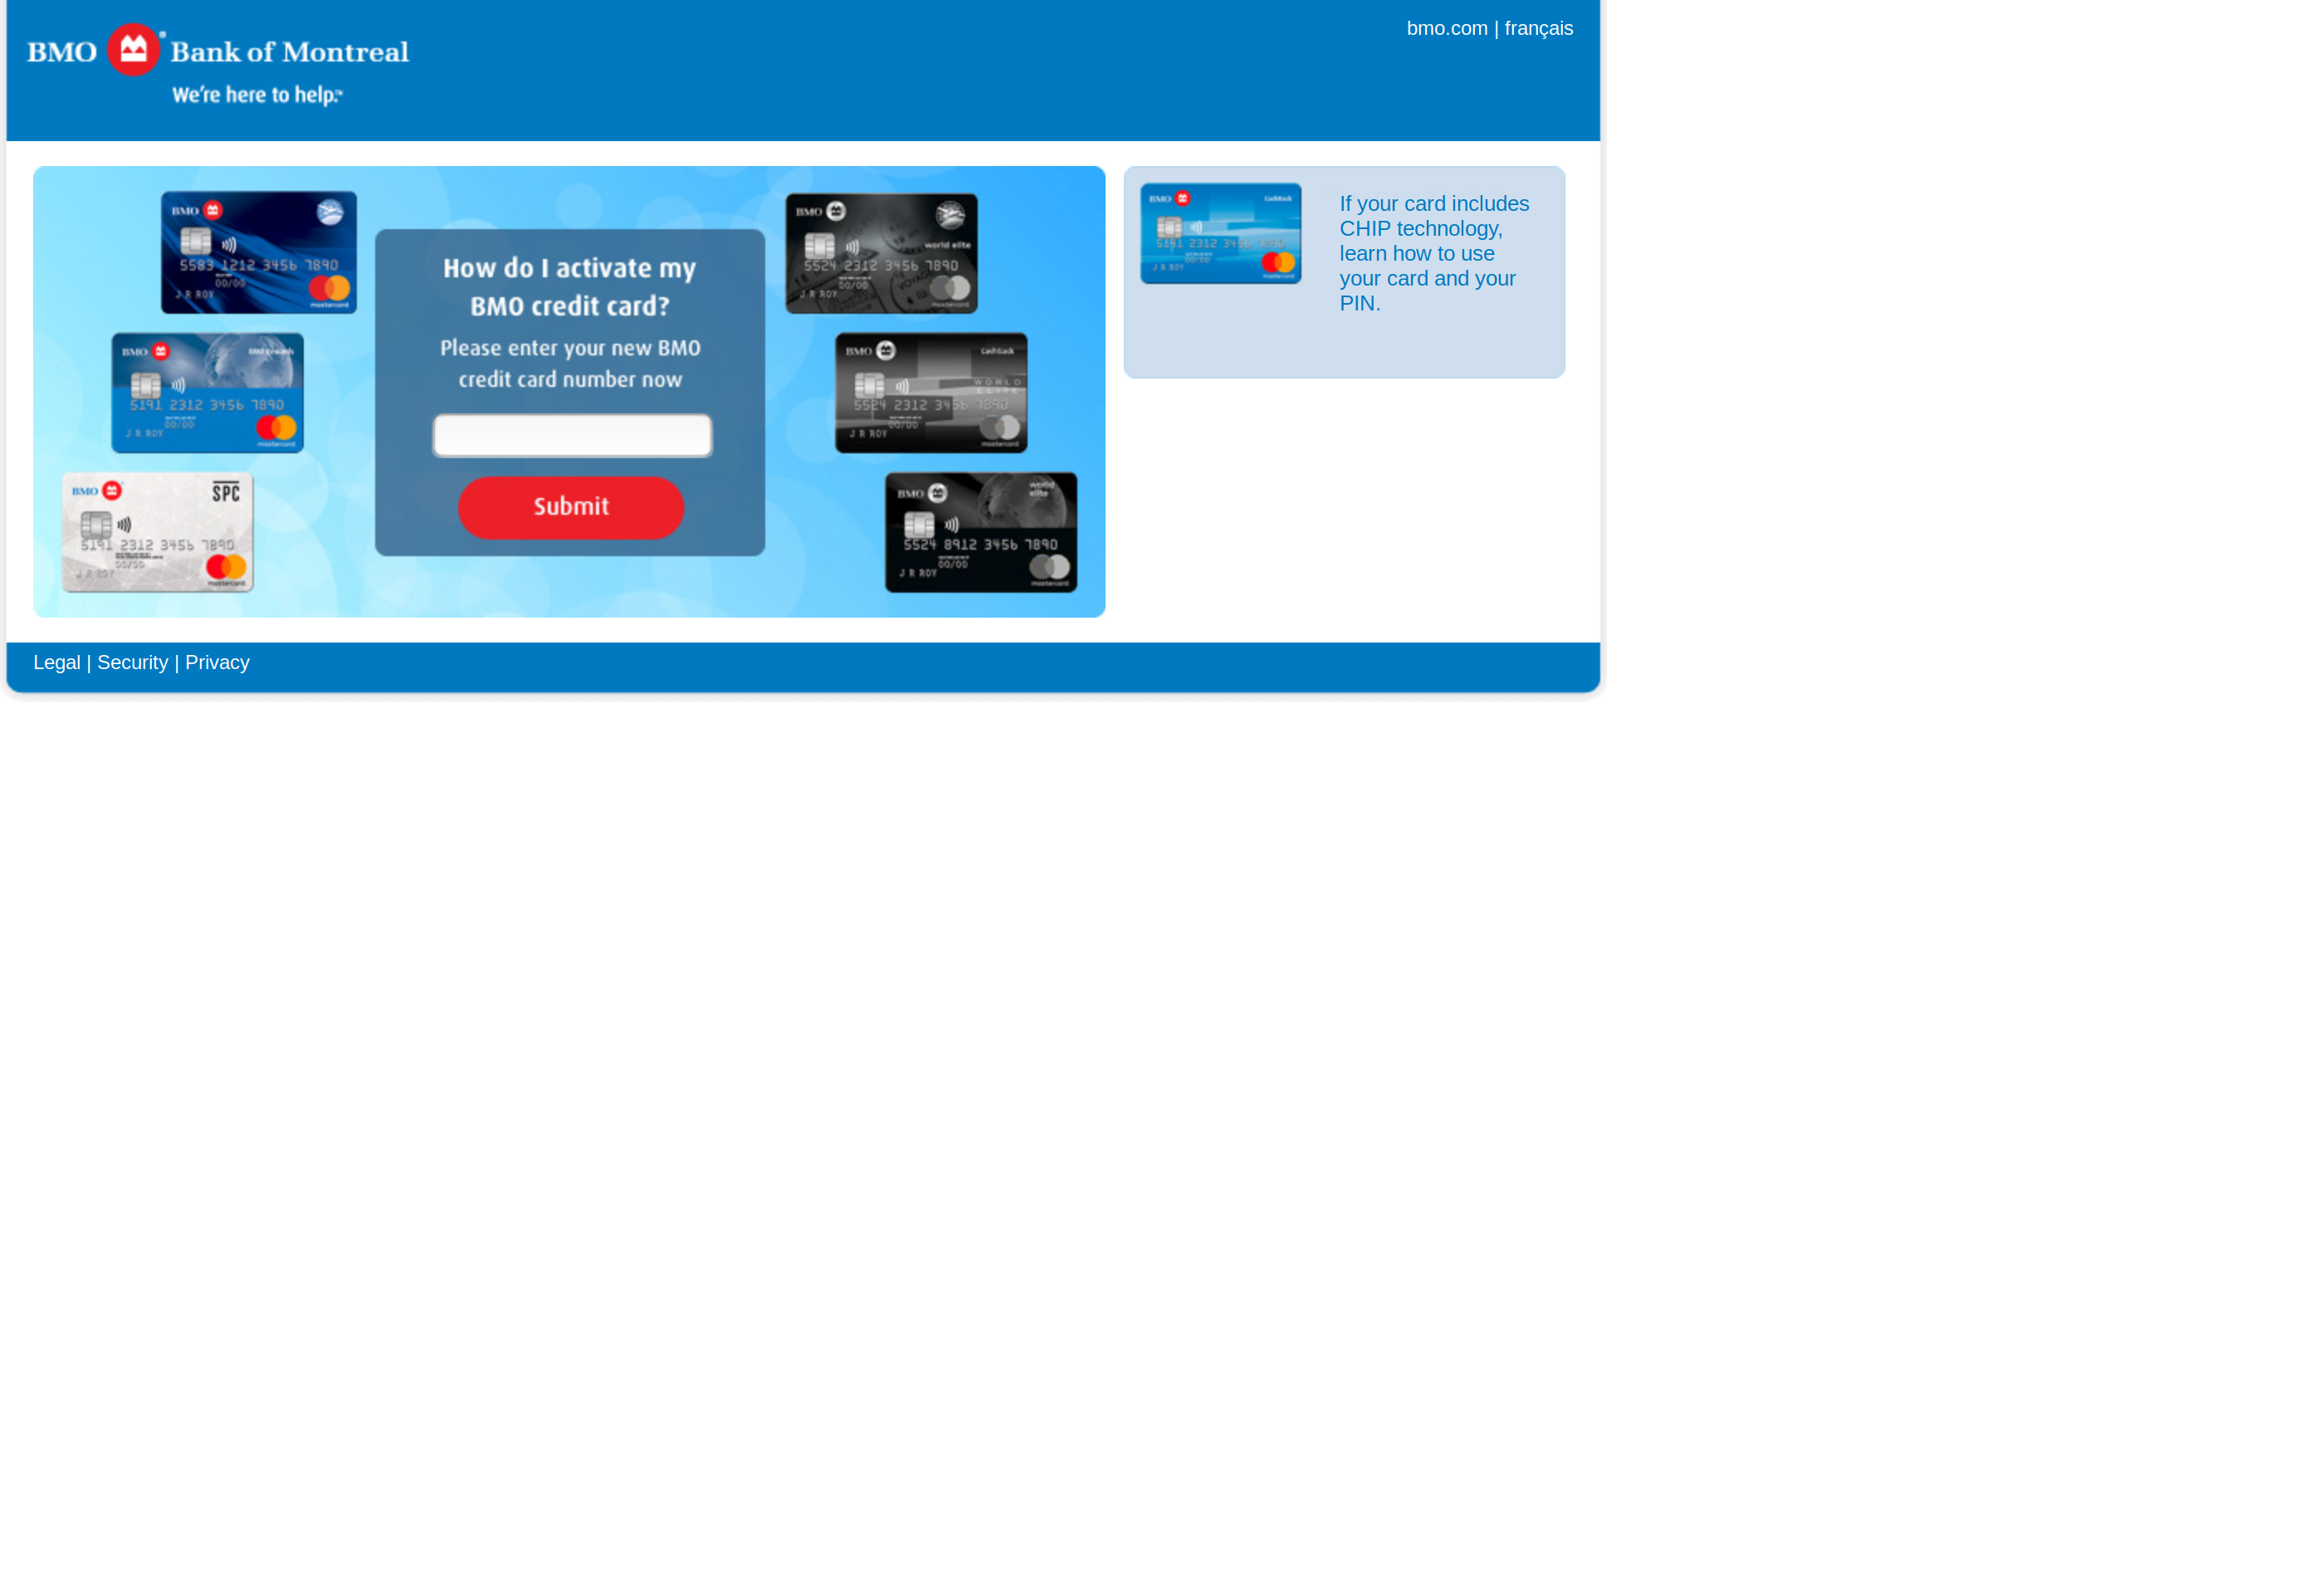 BMO Bank of Montreal
We're here to help.™
bmo.com | français
How do I activate my
BMO credit card?
Please enter your new BMO
credit card number now
Submit
BMO
5583 1212 3456 7890
00/00
J R ROY
mastercard
BMO
BMO rewards
5191 2312 3456 7890
00/00
J R ROY
mastercard
BMO
SPC
5191 2312 3456 7890
00/00
J R ROY
mastercard
BMO
world elite
5524 2312 3456 7890
00/00
J R ROY
mastercard
BMO
CashBack
WORLD
ELITE
5524 2312 3456 7890
00/00
J R ROY
mastercard
BMO
world
elite
5524 8912 3456 7890
00/00
J R ROY
mastercard
BMO
CashBack
5191 2312 3456 7890
00/00
J R ROY
mastercard
If your card includes
CHIP technology,
learn how to use
your card and your
PIN.
Legal | Security | Privacy